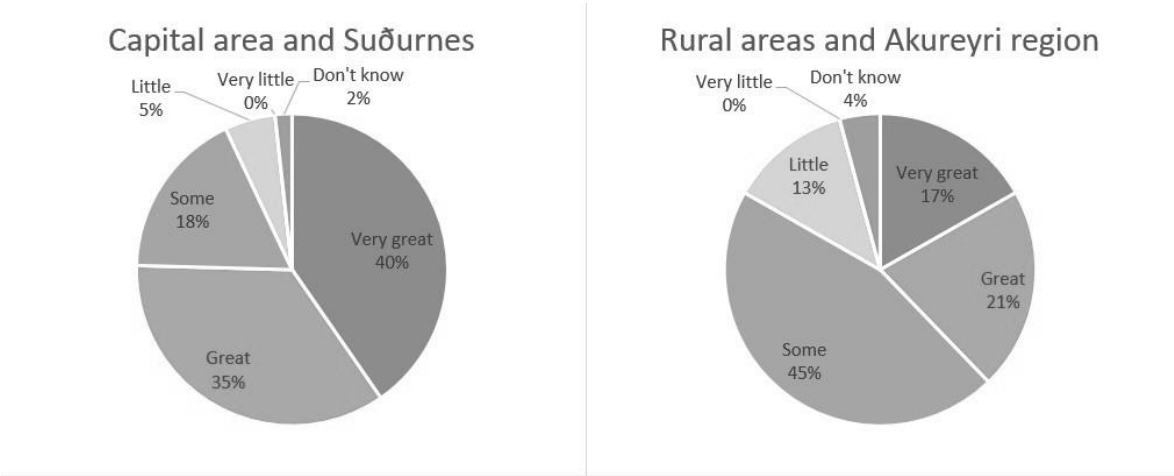 Capital area and Suðurnes
Little
5%
Very little
0%
Don't know
2%
Some
18%
Very great
40%
Great
35%
Rural areas and Akureyri region
Very little
0%
Don't know
4%
Little
13%
Very great
17%
Great
21%
Some
45%